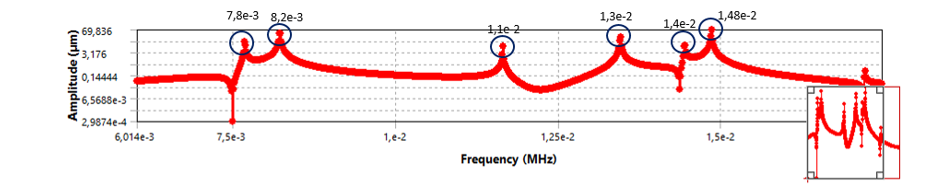 7,8e-3 8,2e-3 1,1e-2 1,3e-2 1,4e-2 1,48e-2
Amplitude (µm)
69,836
3,176
0,44444
6,5688e-3
2,9874e-4
6,014e-3 7,5e-3 1,e-2 1,25e-2 1,5e-2
Frequency (MHz)